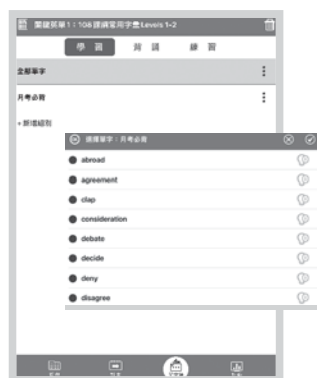 關鍵菜單1:108課綱常用字彙Levels 1-2
學習 背誦 練習
全部單字
月考必背
+ 新增組別
選擇單字:月考必背
abroad
agreement
clap
consideration
debate
decide
deny
disagree